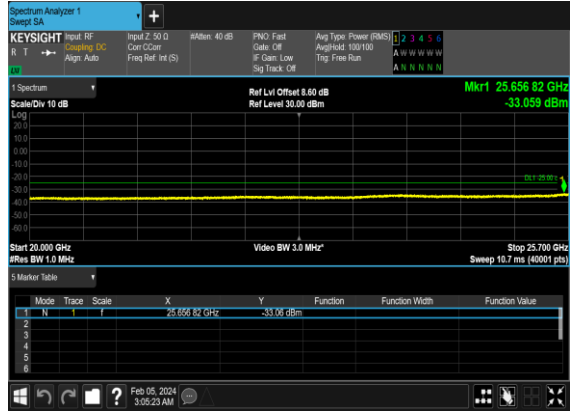 Spectrum Analyzer 1
Swept SA
+
KEYSIGHT
R T
LV
Input: RF
Coupling: DC
Align: Auto
Input Z: 50 Ω
Corr CCorr
Freq Ref: Int (S)
#Atten: 40 dB
PNO: Fast
Gate: Off
IF Gain: Low
Sig Track: Off
Avg Type: Power (RMS)
Avg|Hold: 100/100
Trig: Free Run
1 2 3 4 5 6
A W W W W W
A N N N N N
1 Spectrum
Scale/Div 10 dB
Log
Ref Lvl Offset 8.60 dB
Ref Level 30.00 dBm
Mkr1 25.656 82 GHz
-33.059 dBm
20.0
10.0
0.00
-10.0
-20.0
-30.0
-40.0
-50.0
-60.0
Start 20.000 GHz
#Res BW 1.0 MHz
Video BW 3.0 MHz*
Stop 25.700 GHz
Sweep 10.7 ms (40001 pts)
5 Marker Table
Mode Trace Scale X Y Function Function Width Function Value
1 N 1 f 25.656 82 GHz -33.06 dBm
2
3
4
5
6
?
Feb 05, 2024
3:05:23 AM